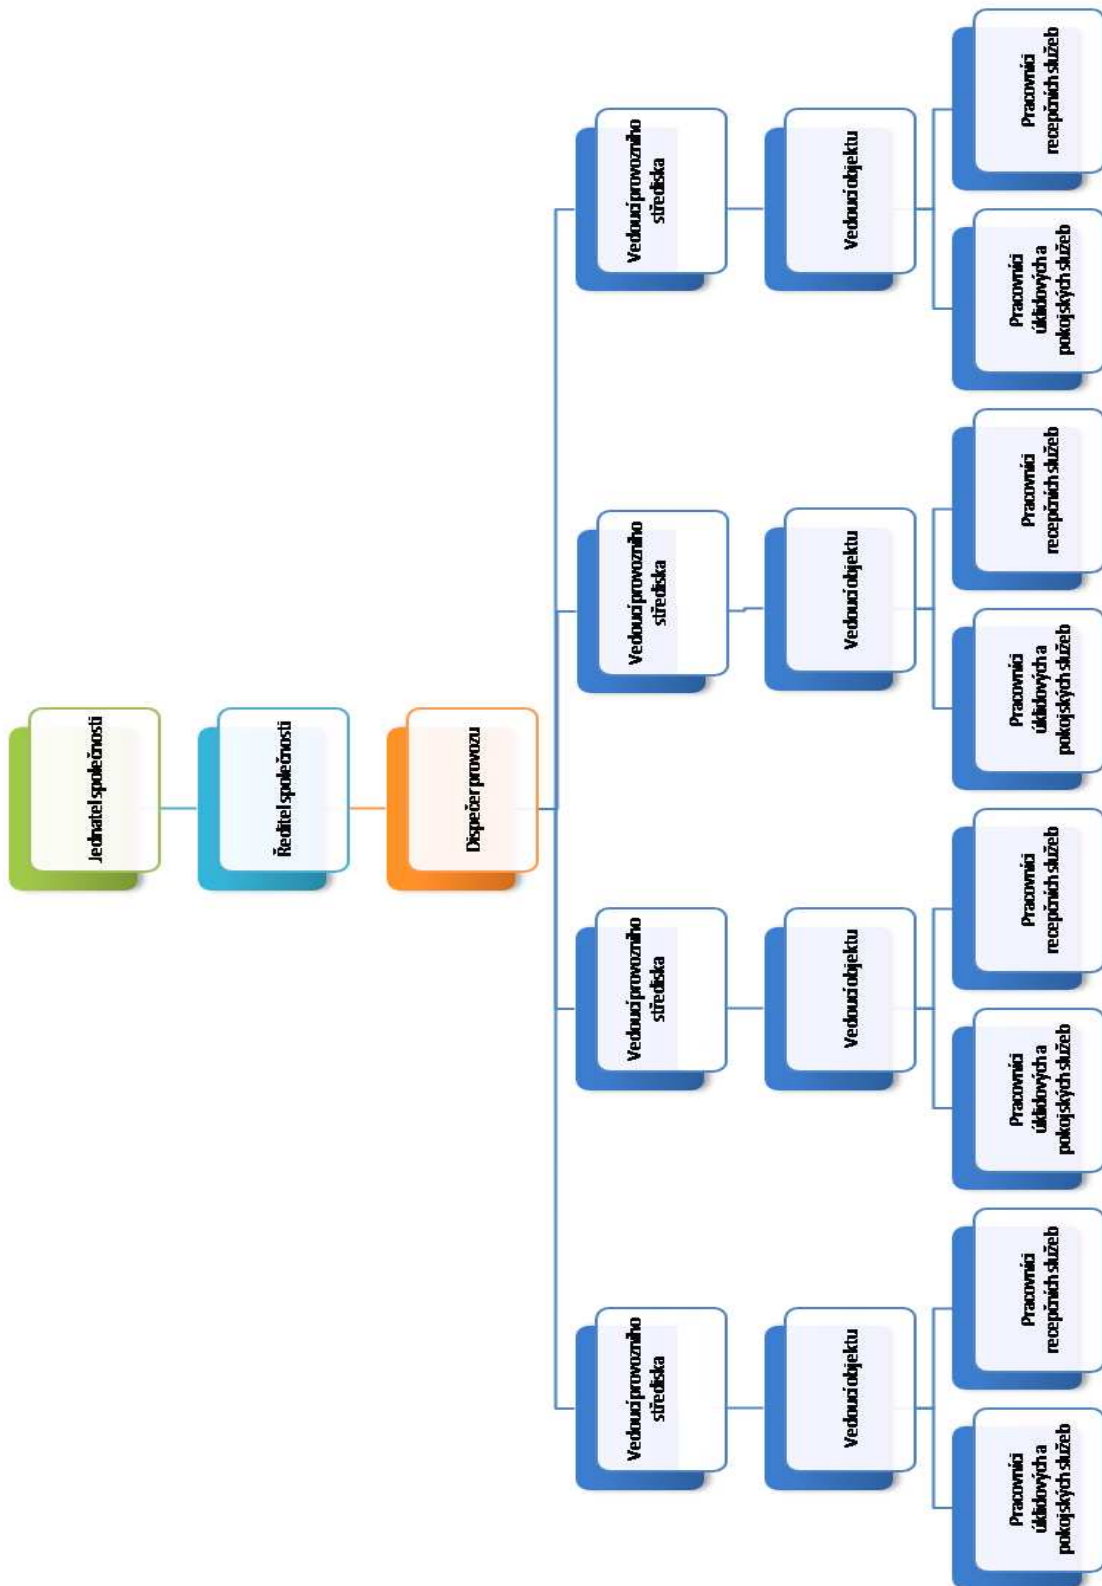 Jednatel společnosti
Ředitel společnosti
Dispečer provozu
Vedoucí provozního
střediska
Vedoucí provozního
střediska
Vedoucí provozního
střediska
Vedoucí provozního
střediska
Vedoucí objektu
Vedoucí objektu
Vedoucí objektu
Vedoucí objektu
Pracovníci
úklidových a
pokojských služeb
Pracovníci
recepčních služeb
Pracovníci
úklidových a
pokojských služeb
Pracovníci
recepčních služeb
Pracovníci
úklidových a
pokojských služeb
Pracovníci
recepčních služeb
Pracovníci
úklidových a
pokojských služeb
Pracovníci
recepčních služeb